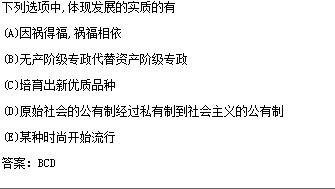 下列选项中,体现发展的实质的有
(A)因祸得福,祸福相依
(B)无产阶级专政代替资产阶级专政
(C)培育出新优质品种
(D)原始社会的公有制经过私有制到社会主义的公有制
(E)某种时尚开始流行
答案: BCD